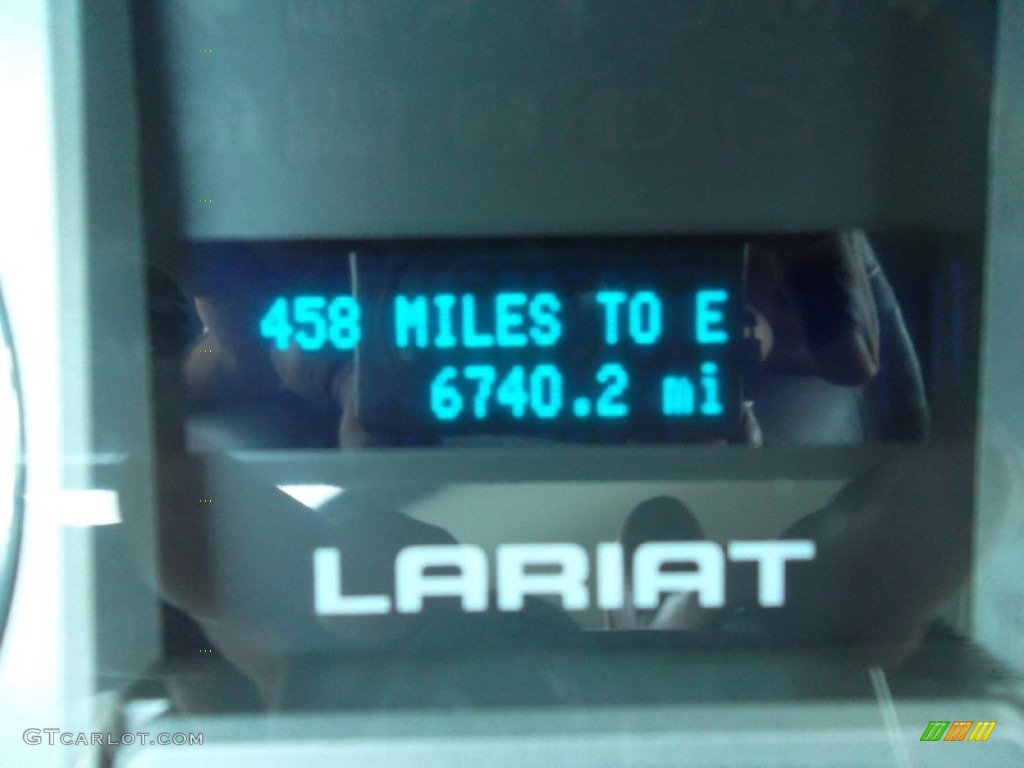 458 MILES TO E
6740.2 mi
LARIAT
GTCARLOT.COM